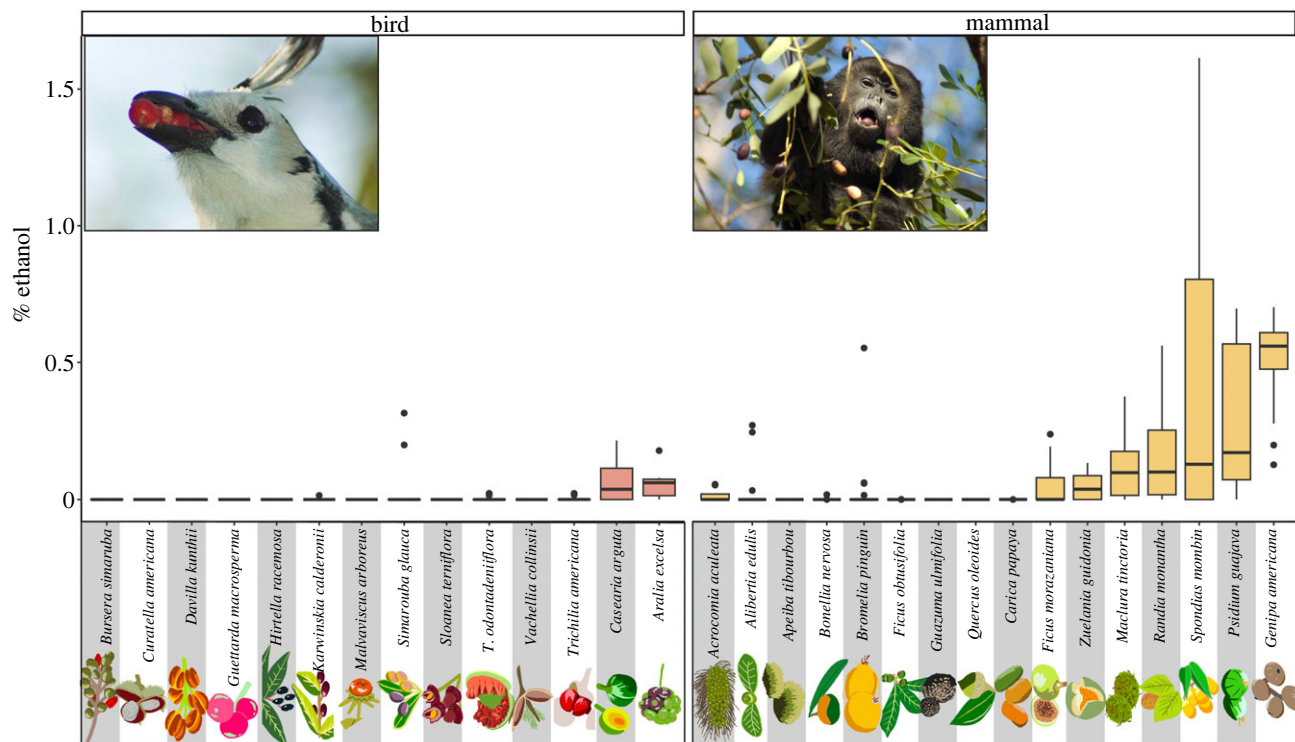 bird
mammal
% ethanol
1.5
1.0
0.5
0
Bursera simaruba
Curatella americana
Davilla kunthii
Guettarda macrosperma
Hirtella racemosa
Karwinskia calderonii
Malvaviscus arboreus
Simarouba glauca
Sloanea terniflora
T. odontadeniiflora
Vachellia collinsii
Trichilia americana
Casearia arguta
Aralia excelsa
Acrocomia aculeata
Alibertia edulis
Apeiba tibourbou
Bonellia nervosa
Bromelia pinguin
Ficus obtusifolia
Guazuma ulmifolia
Quercus oleoides
Carica papaya
Ficus morazaniana
Zuelania guidonia
Maclura tinctoria
Randia monantha
Spondias mombin
Psidium guajava
Genipa americana